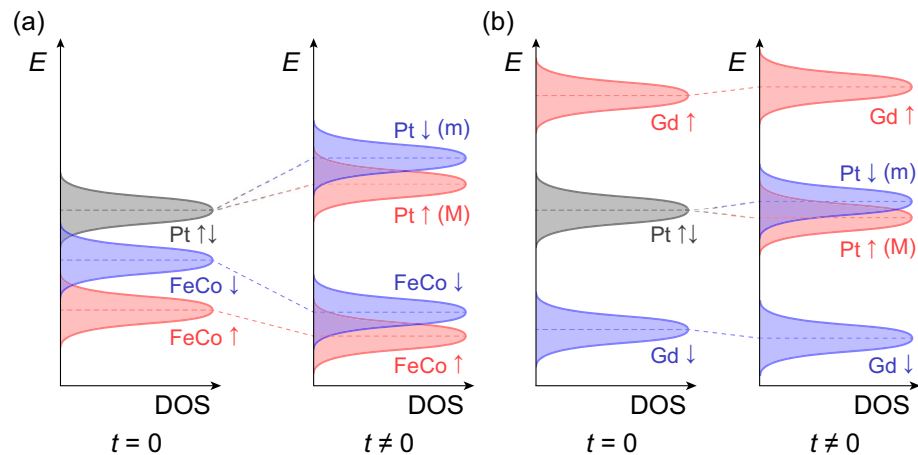 (a)
E
Pt ↑↓
FeCo ↓
FeCo ↑
DOS
t = 0
E
Pt ↓ (m)
Pt ↑ (M)
FeCo ↓
FeCo ↑
DOS
t ≠ 0
(b)
E
Gd ↑
Pt ↑↓
Gd ↓
DOS
t = 0
E
Gd ↑
Pt ↓ (m)
Pt ↑ (M)
Gd ↓
DOS
t ≠ 0